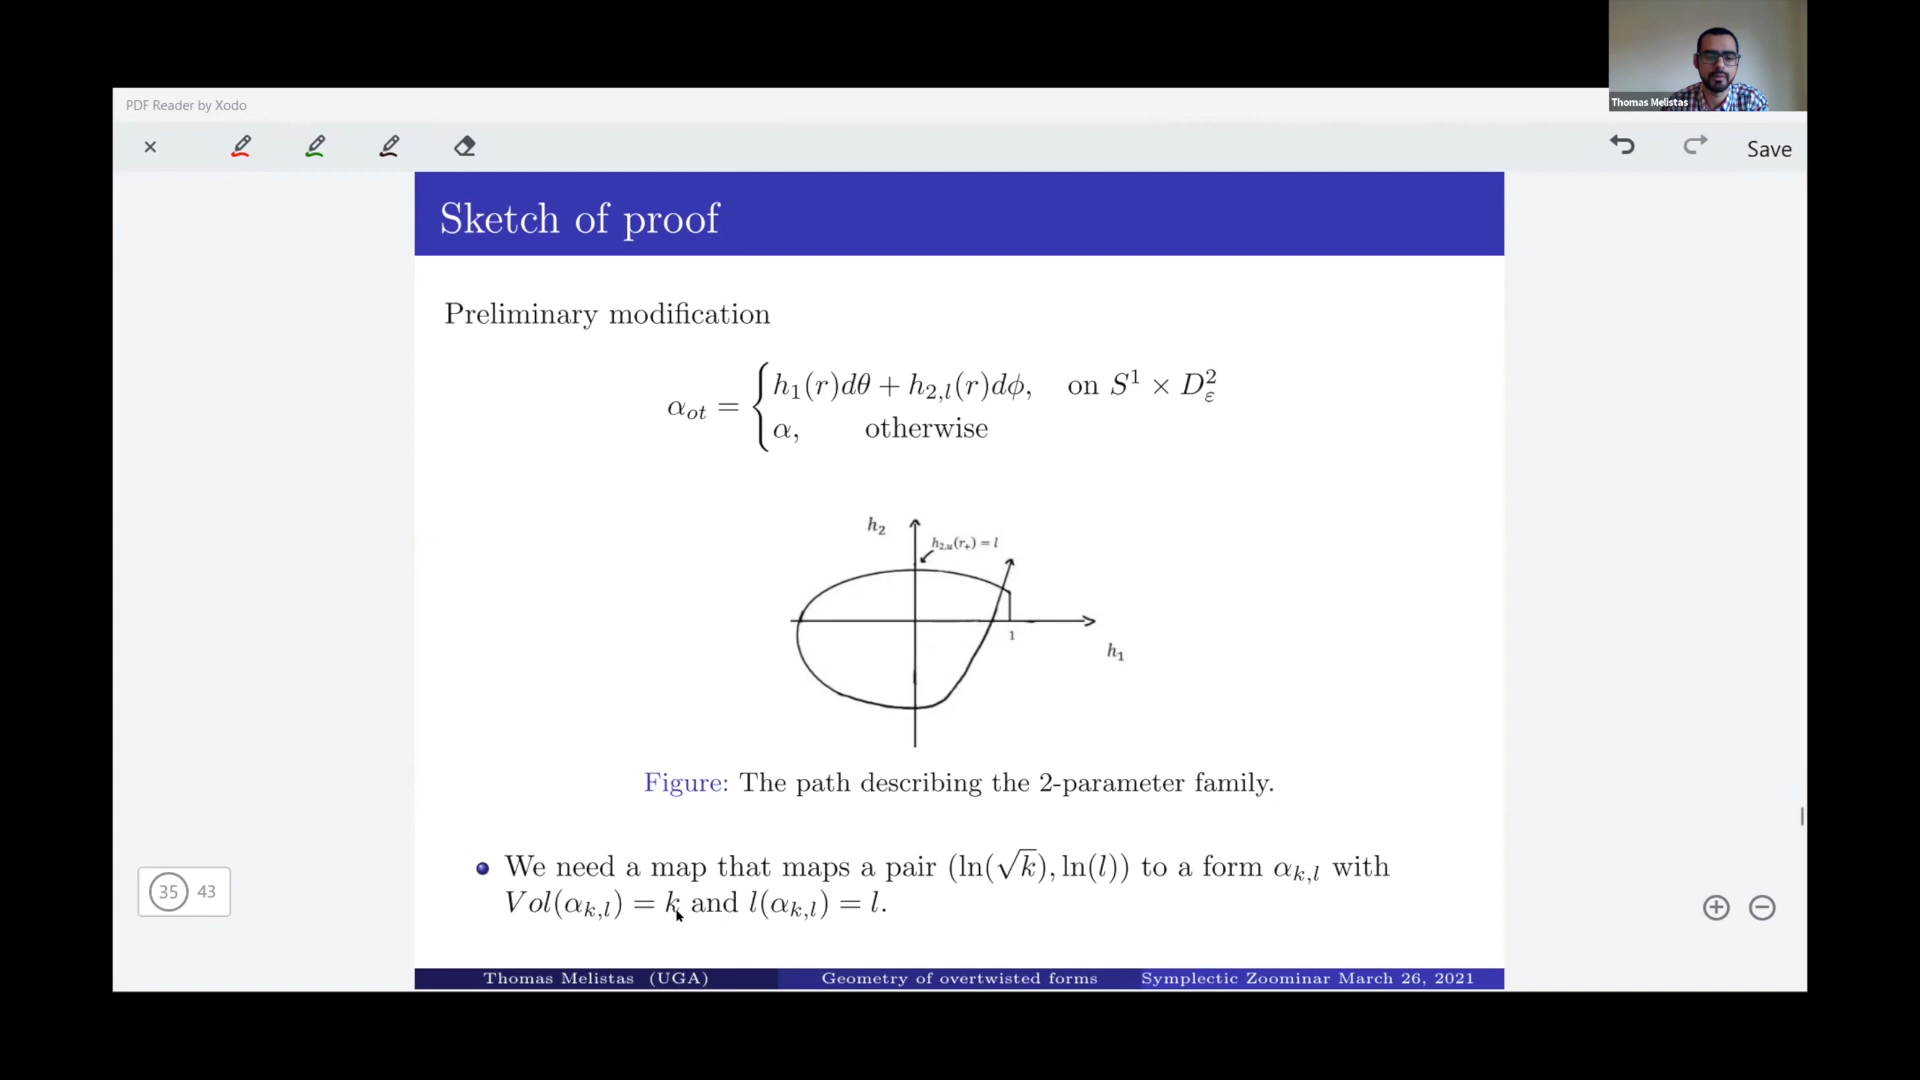 Thomas Melistas
PDF Reader by Xodo
Save
Sketch of proof
Preliminary modification
α_{ot} = { h_1(r)dθ + h_{2,l}(r)dϕ, on S^1 × D^2_ε
α, otherwise
h_2
h_{2,u}(r_+) = l
1
h_1
Figure: The path describing the 2-parameter family.
• We need a map that maps a pair (ln(√k), ln(l)) to a form α_{k,l} with
Vol(α_{k,l}) = k and l(α_{k,l}) = l.
35 43
Thomas Melistas (UGA) Geometry of overtwisted forms Symplectic Zoominar March 26, 2021